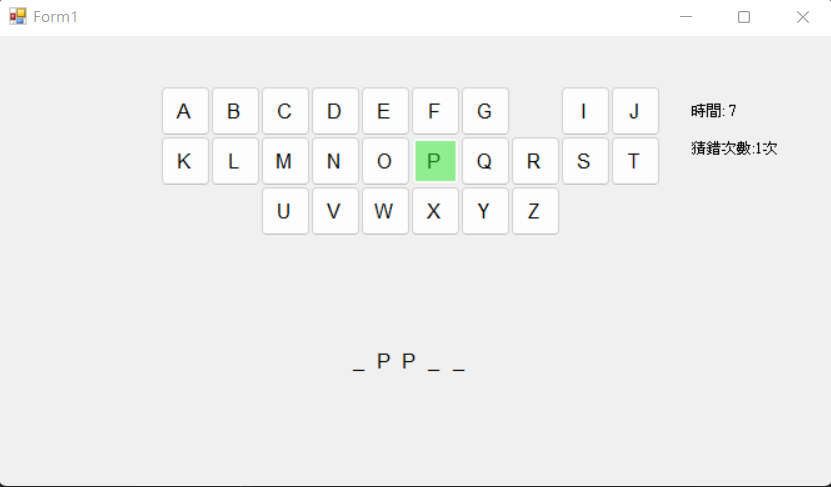 Form1
A B C D E F G I J
時間: 7
K L M N O P Q R S T
猜錯次數:1次
U V W X Y Z
_ P P _ _